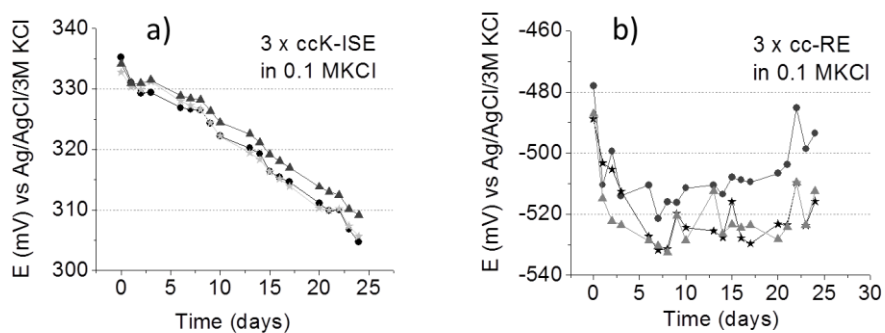 a)
3 x ccK-ISE
in 0.1 MKCl
E (mV) vs Ag/AgCl/3M KCl
340
330
320
310
300
0 5 10 15 20 25
Time (days)
b)
3 x cc-RE
in 0.1 MKCl
E (mV) vs Ag/AgCl/3M KCl
-460
-480
-500
-520
-540
0 5 10 15 20 25 30
Time (days)